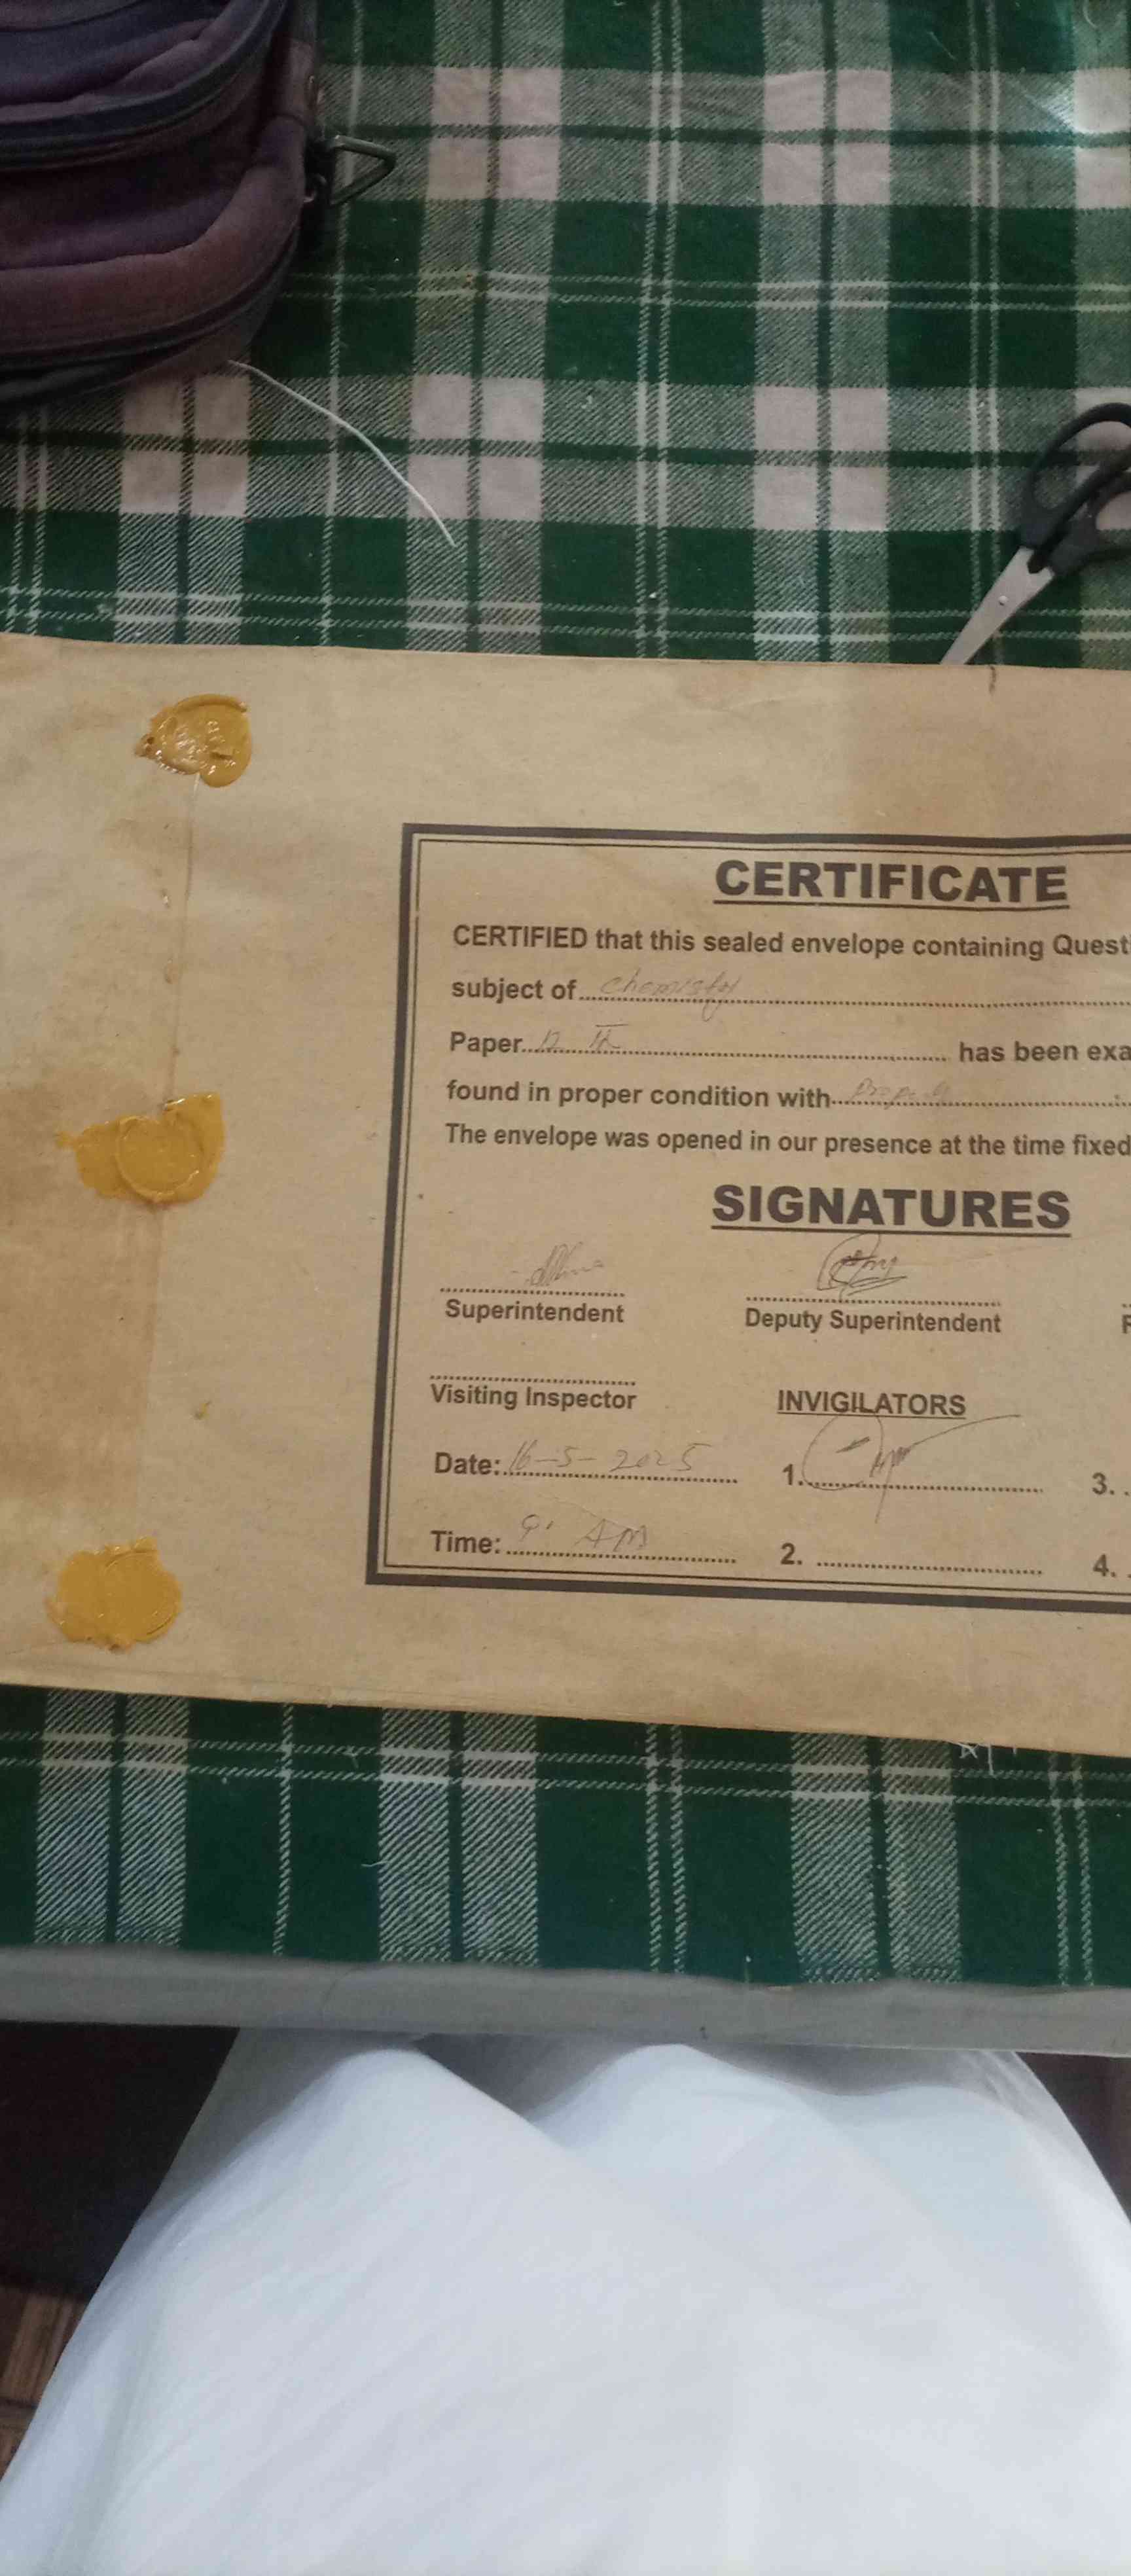 CERTIFICATE
CERTIFIED that this sealed envelope containing Quest
subject of Chemistry
Paper 12 th has been exa
found in proper condition with
The envelope was opened in our presence at the time fixed
SIGNATURES
Superintendent Deputy Superintendent
Visiting Inspector INVIGILATORS
Date: 16-5-2025 1. 3.
Time: 9: AM 2. 4.